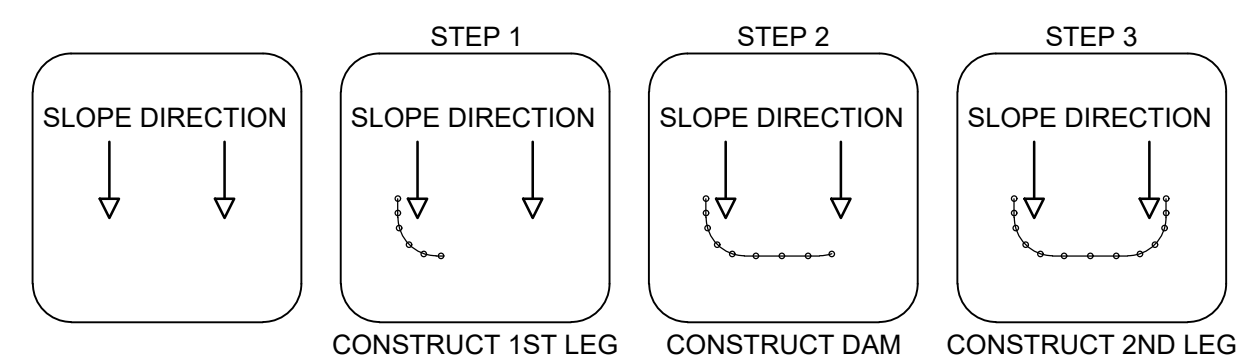 STEP 1
STEP 2
STEP 3
SLOPE DIRECTION
SLOPE DIRECTION
SLOPE DIRECTION
SLOPE DIRECTION
CONSTRUCT 1ST LEG
CONSTRUCT DAM
CONSTRUCT 2ND LEG